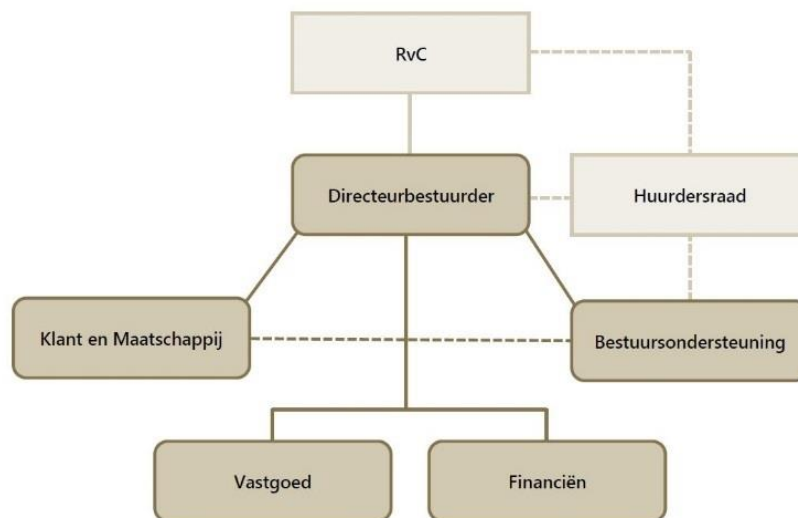 RvC
Directeurbestuurder
Huurdersraad
Klant en Maatschappij
Bestuursondersteuning
Vastgoed
Financiën